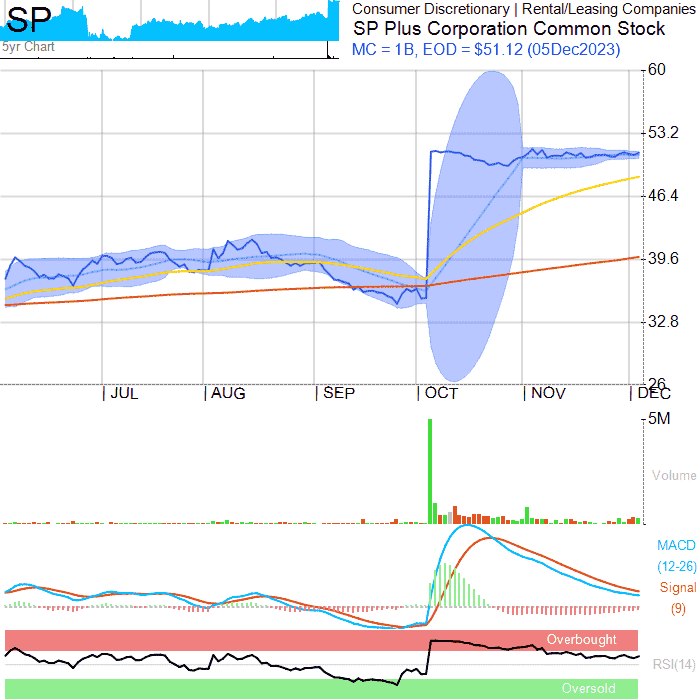 SP
5yr Chart
Consumer Discretionary | Rental/Leasing Companies
SP Plus Corporation Common Stock
MC = 1B, EOD = $51.12 (05Dec2023)
60
53.2
46.4
39.6
32.8
26
JUL
AUG
SEP
OCT
NOV
DEC
5M
Volume
MACD
(12-26)
Signal
(9)
Overbought
RSI(14)
Oversold